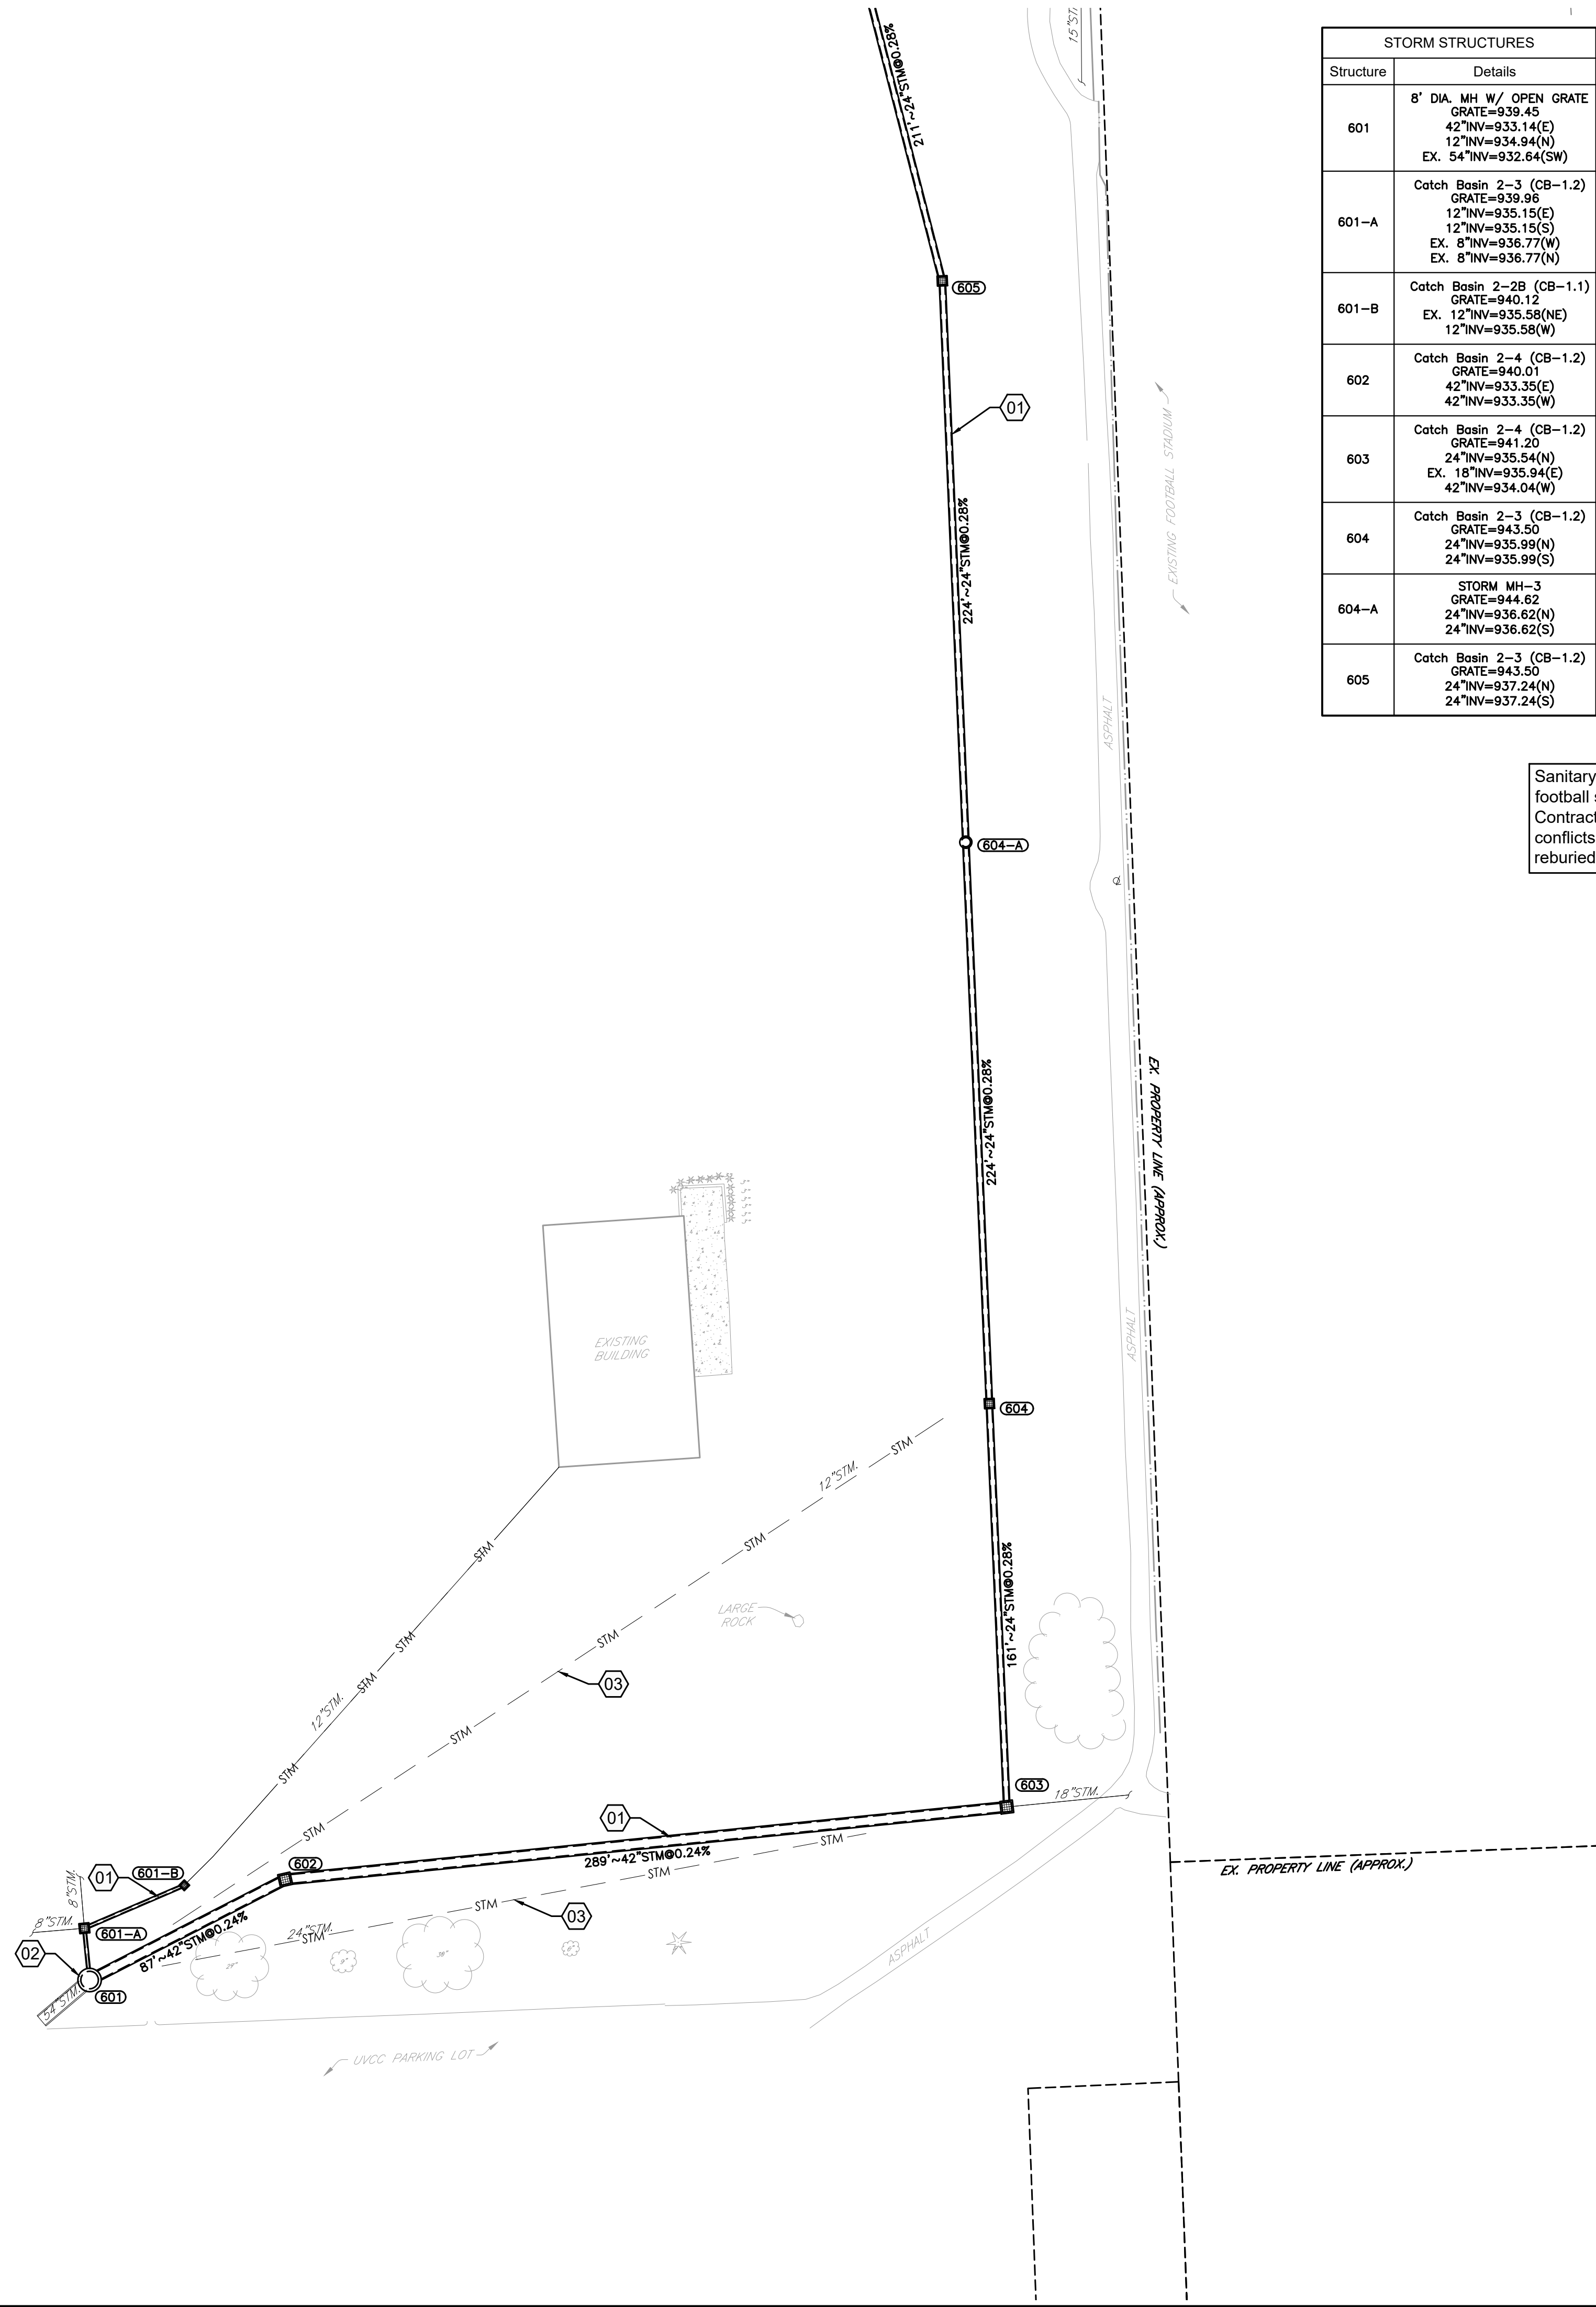 211'~24"STM@0.28%
15"ST
605
01
224'~24"STM@0.28%
EXISTING FOOTBALL STADIUM
ASPHALT
604-A
EX. PROPERTY LINE (APPROX.)
224'~24"STM@0.28%
ASPHALT
EXISTING
BUILDING
604
12"STM.
STM
STM
STM
STM
161'~24"STM@0.28%
LARGE
ROCK
STM
STM
STM
STM
03
12"STM.
STM
STM
603
18"STM.
01
289'~42"STM@0.24%
STM
STM
STM
STM
24"STM.
03
602
EX. PROPERTY LINE (APPROX.)
01
601-B
8"STM.
8"STM.
601-A
02
87'~42"STM@0.24%
601
54"STM.
ASPHALT
UVCC PARKING LOT
STORM STRUCTURES
Structure Details
601
8' DIA. MH W/ OPEN GRATE
GRATE=939.45
42"INV=933.14(E)
12"INV=934.94(N)
EX. 54"INV=932.64(SW)
601-A
Catch Basin 2-3 (CB-1.2)
GRATE=939.96
12"INV=935.15(E)
12"INV=935.15(S)
EX. 8"INV=936.77(W)
EX. 8"INV=936.77(N)
601-B
Catch Basin 2-2B (CB-1.1)
GRATE=940.12
EX. 12"INV=935.58(NE)
12"INV=935.58(W)
602
Catch Basin 2-4 (CB-1.2)
GRATE=940.01
42"INV=933.35(E)
42"INV=933.35(W)
603
Catch Basin 2-4 (CB-1.2)
GRATE=941.20
24"INV=935.54(N)
EX. 18"INV=935.94(E)
42"INV=934.04(W)
604
Catch Basin 2-3 (CB-1.2)
GRATE=943.50
24"INV=935.99(N)
24"INV=935.99(S)
604-A
STORM MH-3
GRATE=944.62
24"INV=936.62(N)
24"INV=936.62(S)
605
Catch Basin 2-3 (CB-1.2)
GRATE=943.50
24"INV=937.24(N)
24"INV=937.24(S)
Sanitary
football s
Contract
conflicts
reburied